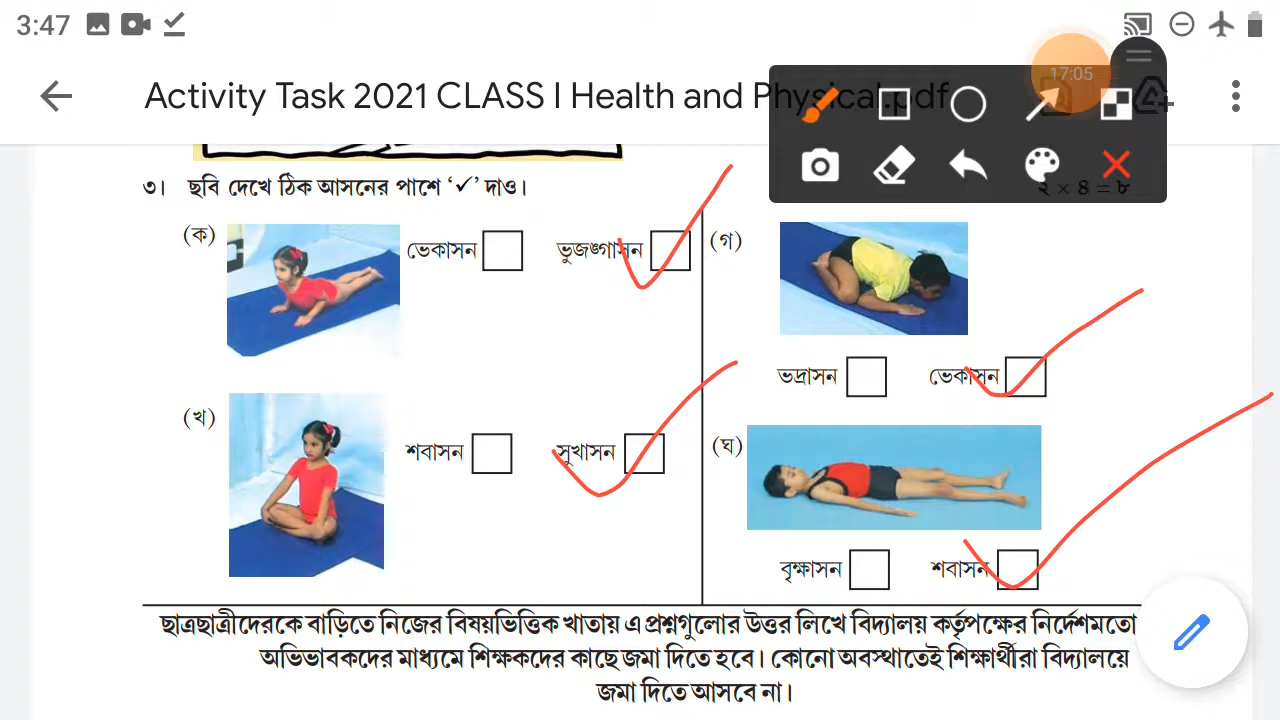 3:47
17:05
Activity Task 2021 CLASS I Health and Physical.pdf
৩। ছবি দেখে ঠিক আসনের পাশে ‘✓’ দাও।
২ × ৪ = ৮
(ক) ভেকাসন ভুজঙ্গাসন
(খ) শবাসন সুখাসন
(গ) ভদ্রাসন ভেকাসন
(ঘ) বৃক্ষাসন শবাসন
ছাত্রছাত্রীদেরকে বাড়িতে নিজের বিষয়ভিত্তিক খাতায় এ প্রশ্নগুলোর উত্তর লিখে বিদ্যালয় কর্তৃপক্ষের নির্দেশমতো
অভিভাবকদের মাধ্যমে শিক্ষকদের কাছে জমা দিতে হবে। কোনো অবস্থাতেই শিক্ষার্থীরা বিদ্যালয়ে
জমা দিতে আসবে না।